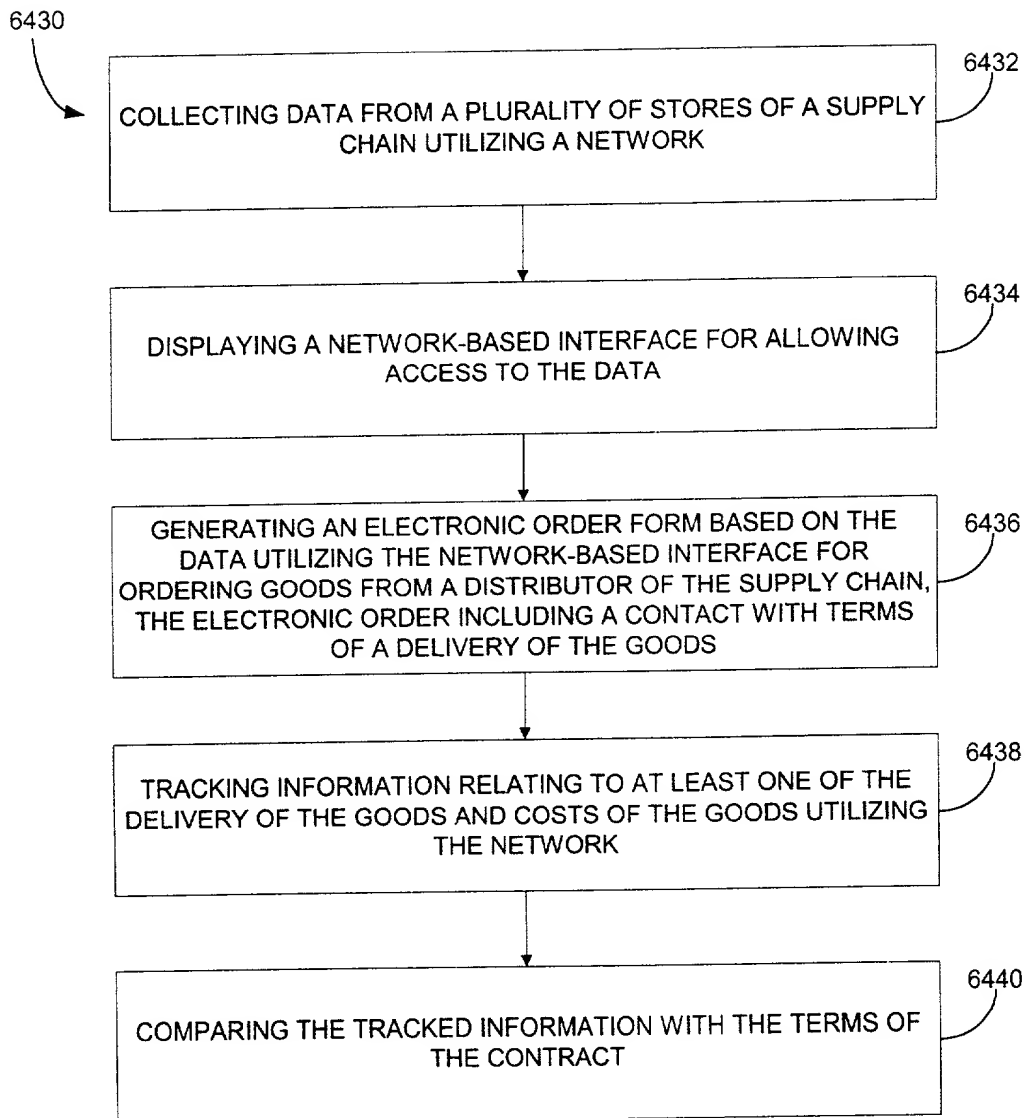 6430
6432
COLLECTING DATA FROM A PLURALITY OF STORES OF A SUPPLY
CHAIN UTILIZING A NETWORK
6434
DISPLAYING A NETWORK-BASED INTERFACE FOR ALLOWING
ACCESS TO THE DATA
6436
GENERATING AN ELECTRONIC ORDER FORM BASED ON THE
DATA UTILIZING THE NETWORK-BASED INTERFACE FOR
ORDERING GOODS FROM A DISTRIBUTOR OF THE SUPPLY CHAIN,
THE ELECTRONIC ORDER INCLUDING A CONTACT WITH TERMS
OF A DELIVERY OF THE GOODS
6438
TRACKING INFORMATION RELATING TO AT LEAST ONE OF THE
DELIVERY OF THE GOODS AND COSTS OF THE GOODS UTILIZING
THE NETWORK
6440
COMPARING THE TRACKED INFORMATION WITH THE TERMS OF
THE CONTRACT